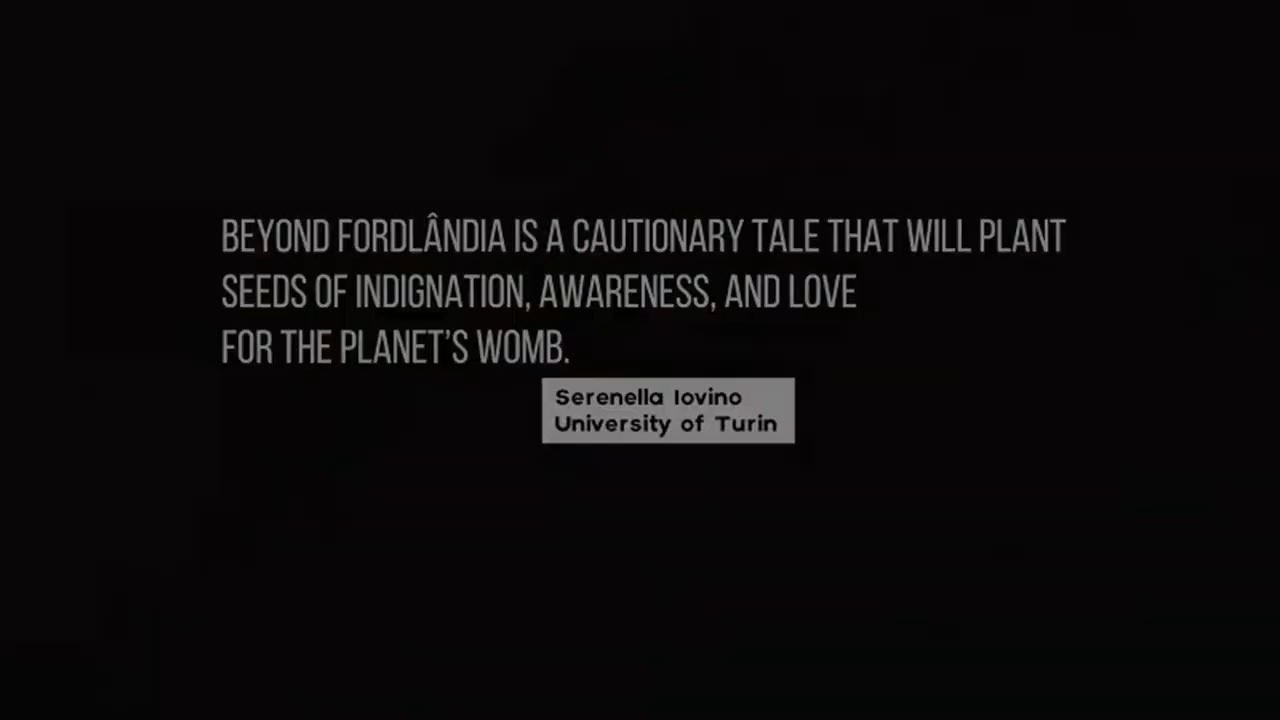 BEYOND FORDLÂNDIA IS A CAUTIONARY TALE THAT WILL PLANT
SEEDS OF INDIGNATION, AWARENESS, AND LOVE
FOR THE PLANET'S WOMB.
Serenella Iovino
University of Turin